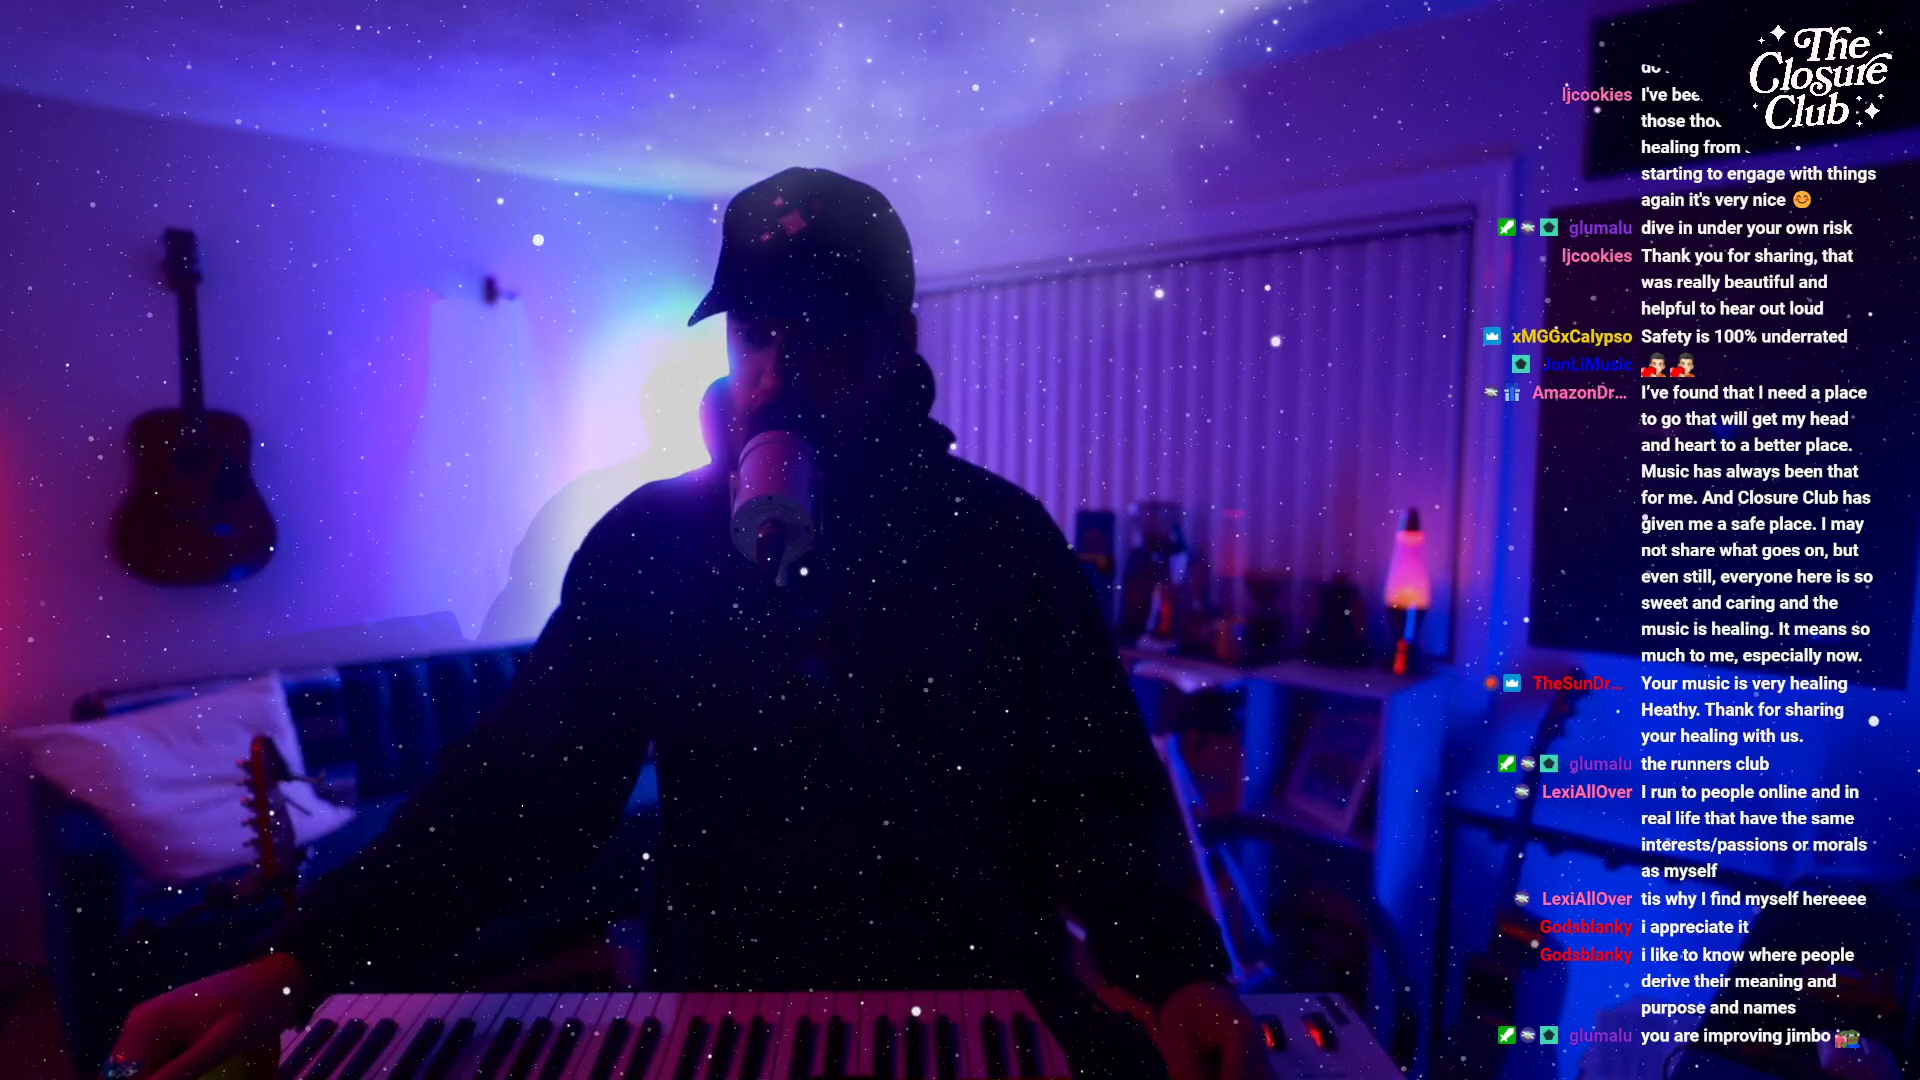 The
Closure
Club
ljcookies I've bee
those tho
healing from
starting to engage with things
again it's very nice 😊
glumalu dive in under your own risk
ljcookies Thank you for sharing, that
was really beautiful and
helpful to hear out loud
xMGGxCalypso Safety is 100% underrated
JonLiMusic
AmazonDr... I've found that I need a place
to go that will get my head
and heart to a better place.
Music has always been that
for me. And Closure Club has
given me a safe place. I may
not share what goes on, but
even still, everyone here is so
sweet and caring and the
music is healing. It means so
much to me, especially now.
TheSunDr... Your music is very healing
Heathy. Thank for sharing
your healing with us.
glumalu the runners club
LexiAllOver I run to people online and in
real life that have the same
interests/passions or morals
as myself
LexiAllOver tis why I find myself hereeee
Godsblanky i appreciate it
Godsblanky i like to know where people
derive their meaning and
purpose and names
glumalu you are improving jimbo